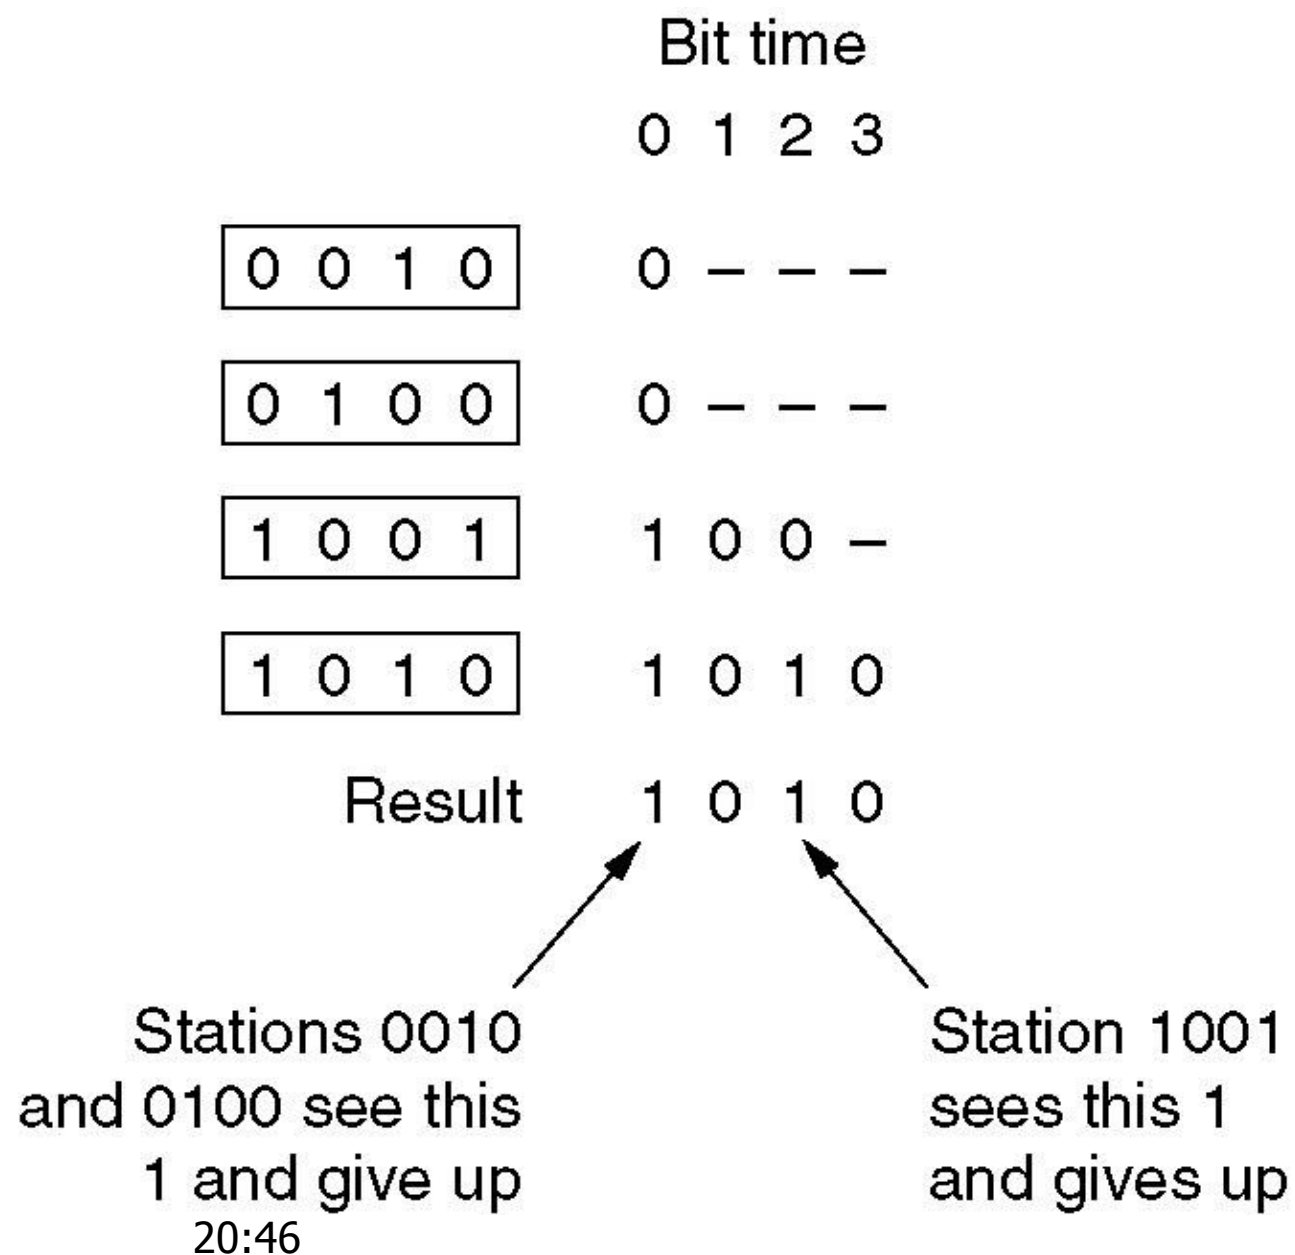 Bit time
0 1 2 3
0 0 1 0 0 – – –
0 1 0 0 0 – – –
1 0 0 1 1 0 0 –
1 0 1 0 1 0 1 0
Result 1 0 1 0
Stations 0010
and 0100 see this
1 and give up
Station 1001
sees this 1
and gives up
20:46